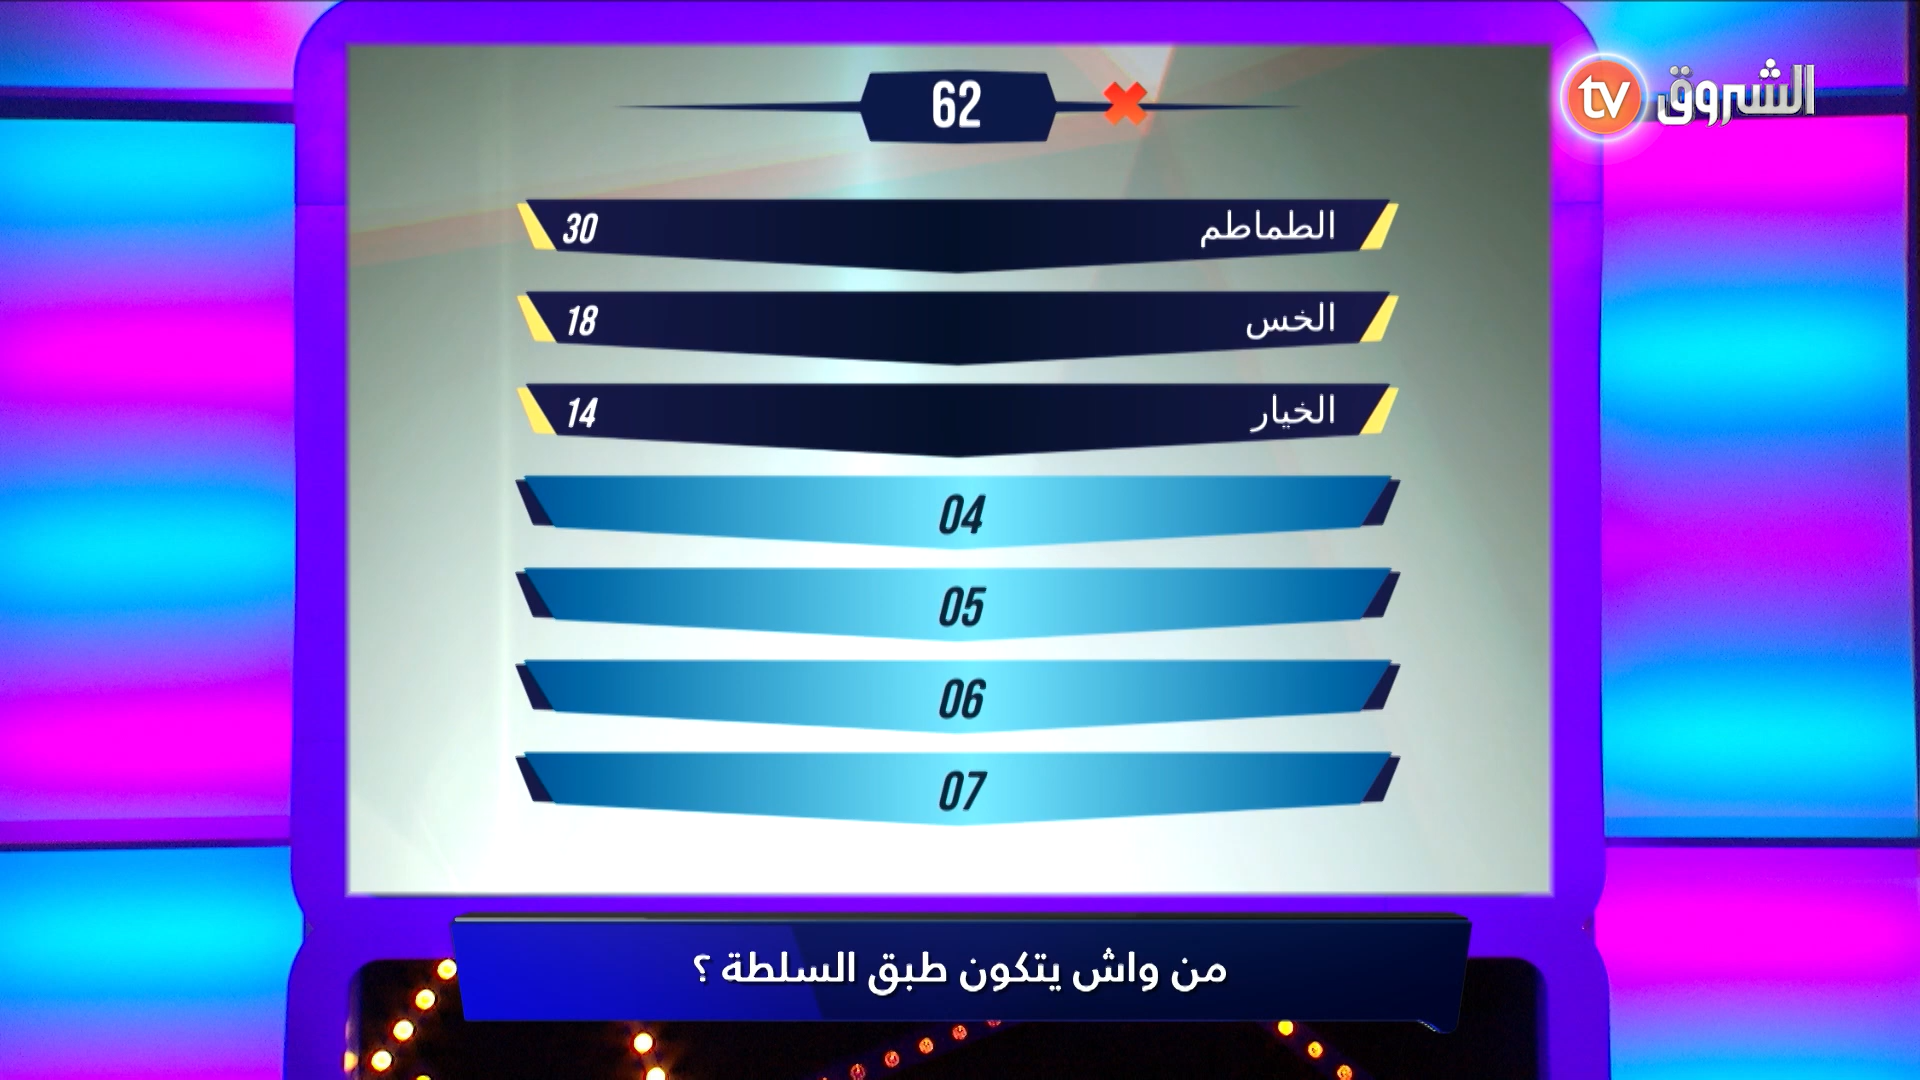 tv الشروق
62
الطماطم 30
الخس 18
الخيار 14
04
05
06
07
من واش يتكون طبق السلطة ؟